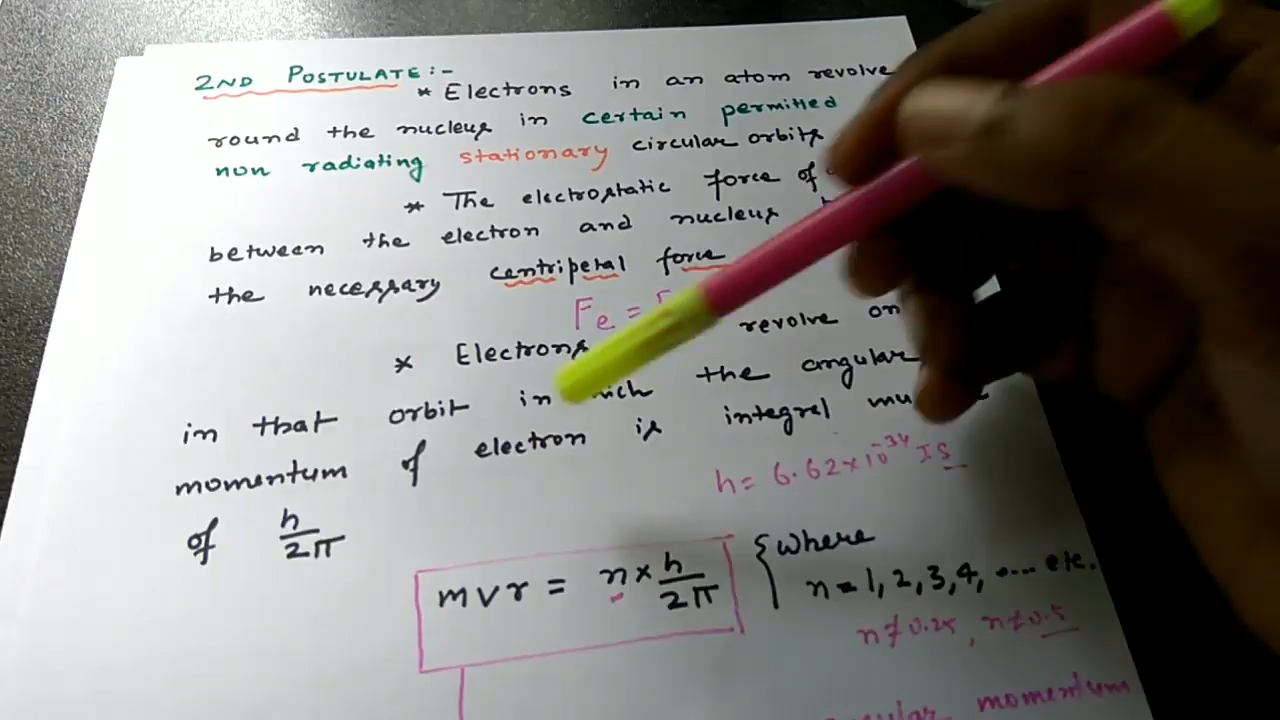 2ND POSTULATE :-
* Electrons in an atom revolve
round the nucleus in certain permitted
non radiating stationary circular orbits
* The electrostatic force of
between the electron and nucleus
the necessary centripetal force
Fe =
* Electrons revolve on
in that orbit in which the angular
momentum of electron is integral
of h/2π
h = 6.62×10⁻³⁴ J.S
mvr = n × h/2π {where
n = 1, 2, 3, 4, .... etc.
n≠0.25, n≠0.5
momentum